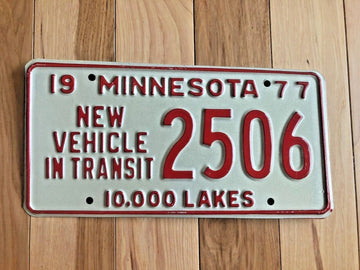 19 MINNESOTA 77
NEW
VEHICLE
IN TRANSIT
2506
10,000 LAKES